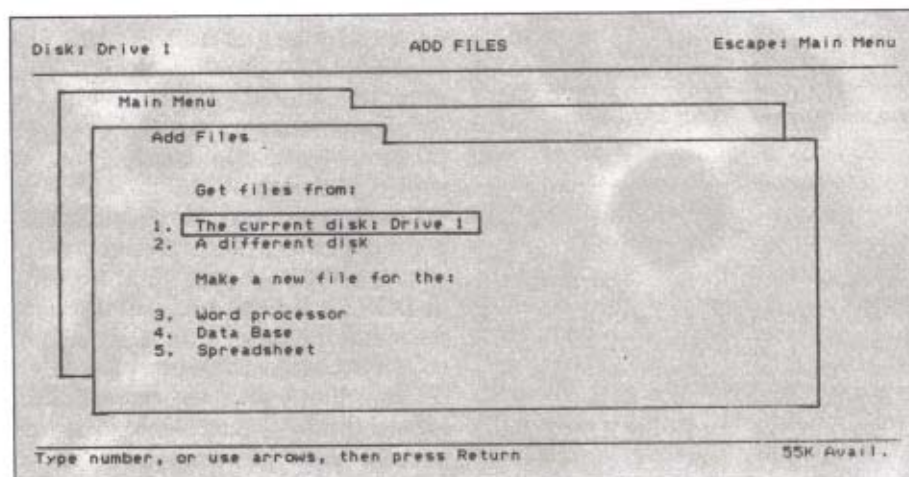 Disk: Drive 1 ADD FILES Escape: Main Menu
Main Menu
Add Files
Get files from:
1. The current disk: Drive 1
2. A different disk
Make a new file for the:
3. Word processor
4. Data Base
5. Spreadsheet
Type number, or use arrows, then press Return 55K Avail.